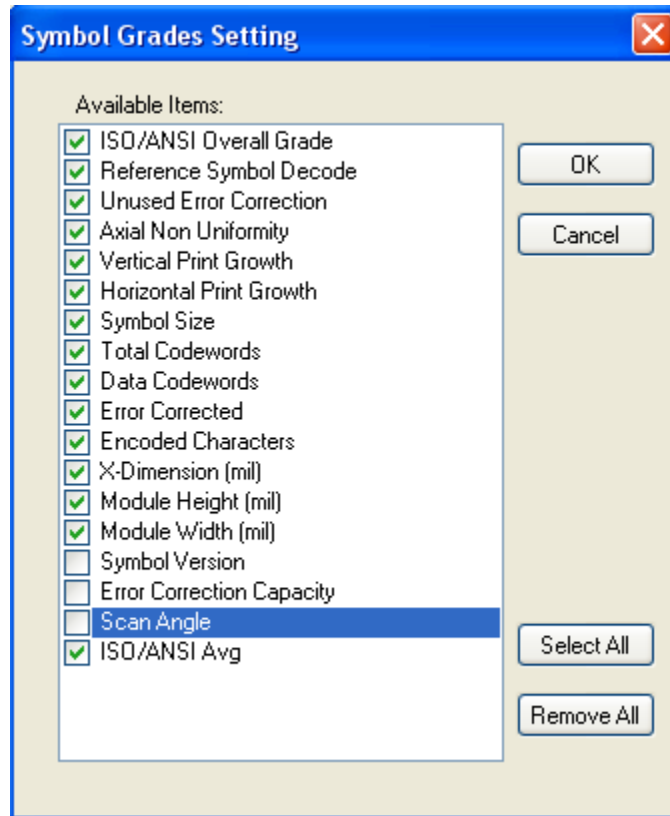 Symbol Grades Setting
Available Items:
ISO/ANSI Overall Grade
Reference Symbol Decode
Unused Error Correction
Axial Non Uniformity
Vertical Print Growth
Horizontal Print Growth
Symbol Size
Total Codewords
Data Codewords
Error Corrected
Encoded Characters
X-Dimension (mil)
Module Height (mil)
Module Width (mil)
Symbol Version
Error Correction Capacity
Scan Angle
ISO/ANSI Avg
OK
Cancel
Select All
Remove All